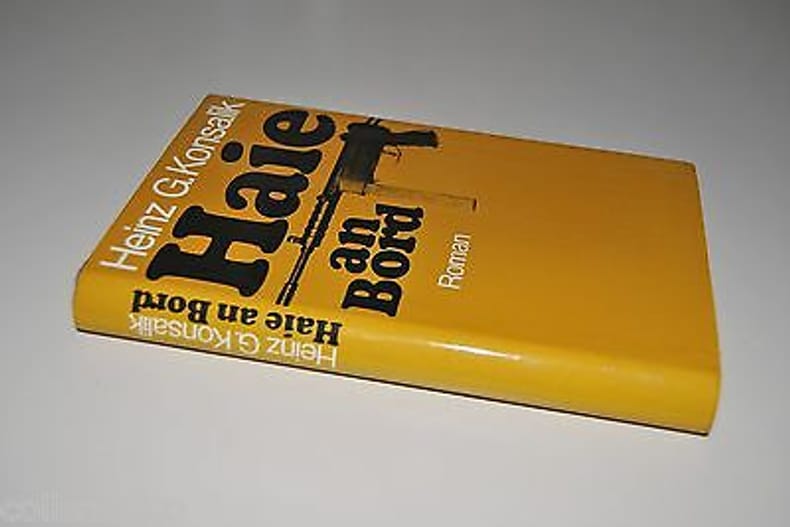 Heinz G. Konsalik
Haie
an
Bord
Roman
Haie an Bord
Heinz G. Konsalik